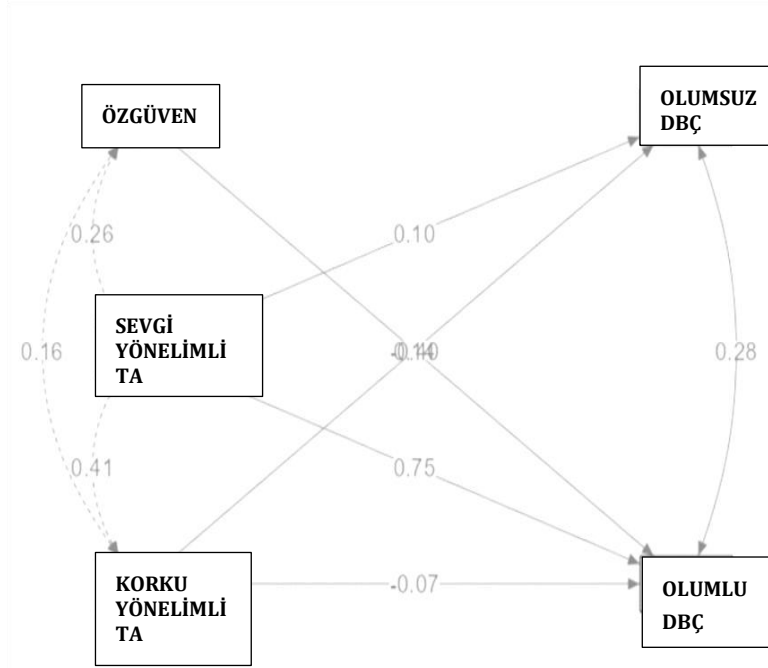 ÖZGÜVEN
OLUMSUZ
DBÇ
0.26
0.10
SEVGİ
YÖNELİMLİ
TA
0.16
0.28
0.41
0.75
KORKU
YÖNELİMLİ
TA
-0.07
OLUMLU
DBÇ